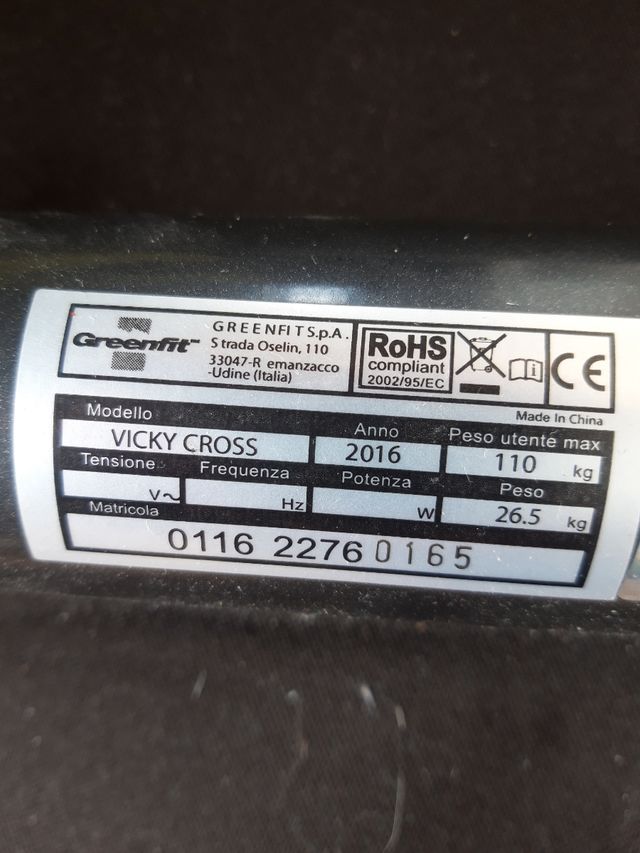 Greenfit™
GREENFIT S.p.A.
Strada Oselin, 110
33047-R emanzacco
-Udine (Italia)
RoHS
compliant
2002/95/EC
i
CE
Made In China
Modello
VICKY CROSS
Anno
2016
Peso utente max
110 kg
Tensione
V~
Frequenza
Hz
Potenza
W
Peso
26.5 kg
Matricola
0116 2276 0165